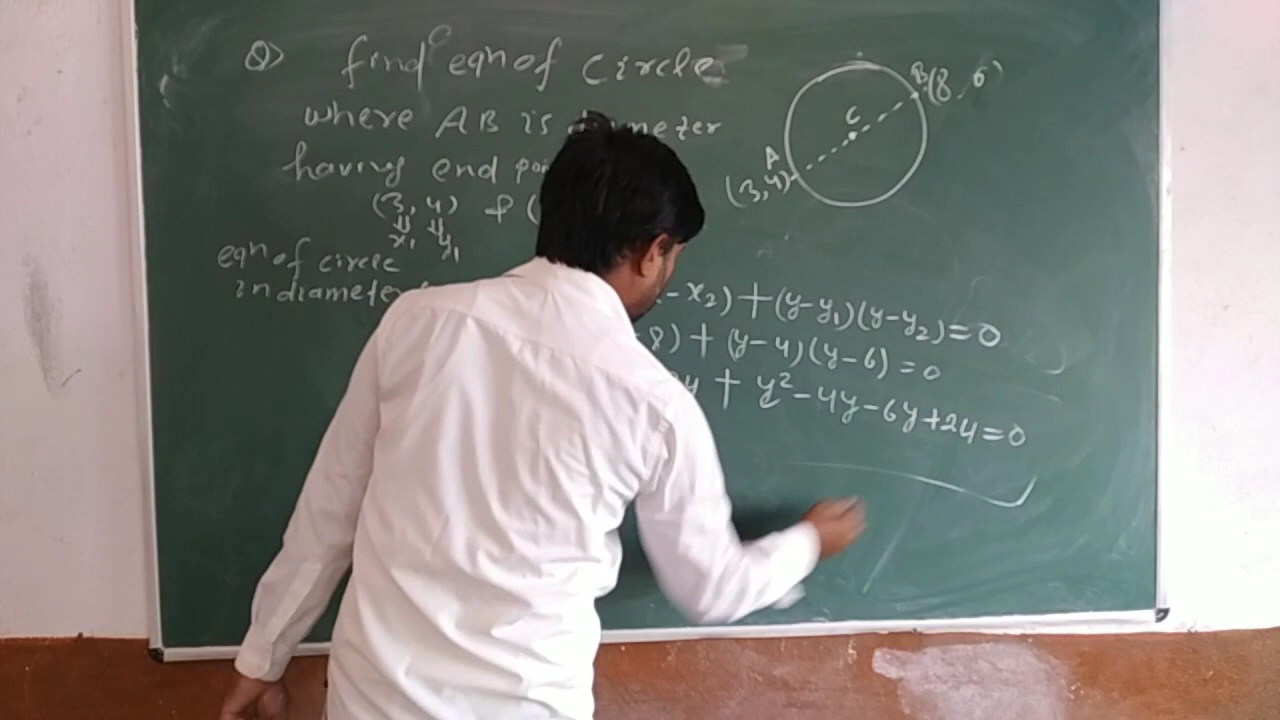 Q> find eqn of circle
where AB is diameter
having end
(3, 4) + (
x1 y1
eqn of circle
in diameter
- x2) + (y-y1)(y-y2) = 0
8) + (y-4)(y-6) = 0
+ y² - 4y - 6y + 24 = 0
A
(3,4)
C
B(8, 6)